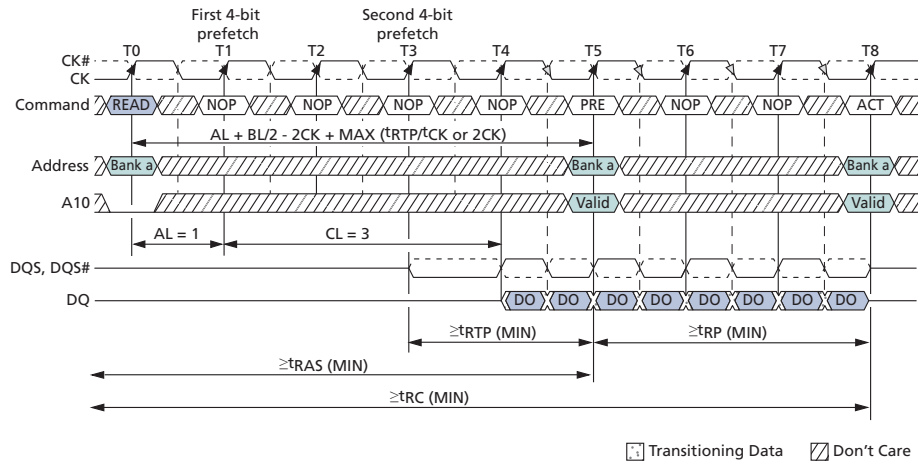 First 4-bit prefetch
Second 4-bit prefetch
T0 T1 T2 T3 T4 T5 T6 T7 T8
CK#
CK
Command READ NOP NOP NOP NOP PRE NOP NOP ACT
AL + BL/2 - 2CK + MAX (tRTP/tCK or 2CK)
Address Bank a Bank a Bank a
A10 Valid Valid
AL = 1 CL = 3
DQS, DQS#
DQ DO DO DO DO DO DO DO DO
≥tRTP (MIN) ≥tRP (MIN)
≥tRAS (MIN)
≥tRC (MIN)
Transitioning Data Don't Care